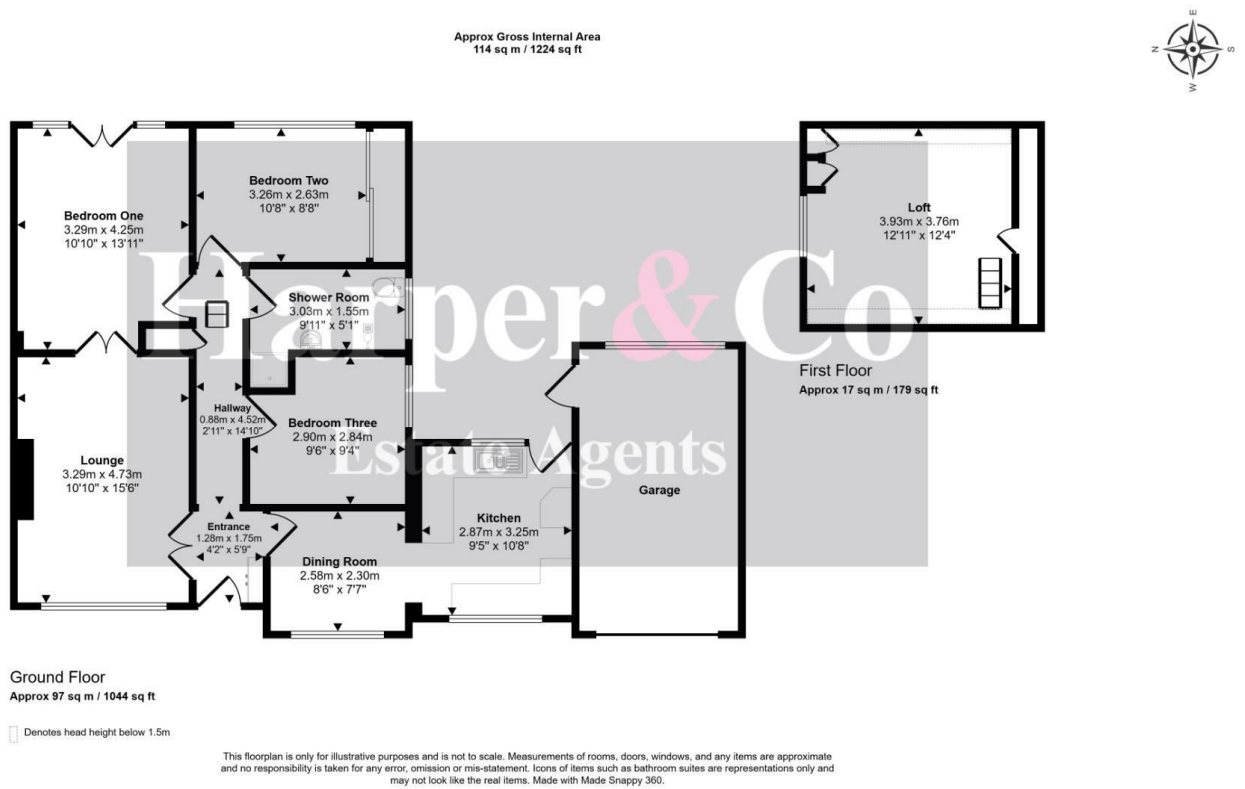 Approx Gross Internal Area
114 sq m / 1224 sq ft
E
N
S
W
Bedroom One
3.29m x 4.25m
10'10" x 13'11"
Bedroom Two
3.26m x 2.63m
10'8" x 8'8"
Loft
3.93m x 3.76m
12'11" x 12'4"
Shower Room
3.03m x 1.55m
9'11" x 5'1"
Harper&Co
Estate Agents
First Floor
Approx 17 sq m / 179 sq ft
Hallway
0.88m x 4.52m
2'11" x 14'10"
Bedroom Three
2.90m x 2.84m
9'6" x 9'4"
Lounge
3.29m x 4.73m
10'10" x 15'6"
Garage
Kitchen
2.87m x 3.25m
9'5" x 10'8"
Entrance
1.28m x 1.75m
4'2" x 5'9"
Dining Room
2.58m x 2.30m
8'6" x 7'7"
Ground Floor
Approx 97 sq m / 1044 sq ft
Denotes head height below 1.5m
This floorplan is only for illustrative purposes and is not to scale. Measurements of rooms, doors, windows, and any items are approximate
and no responsibility is taken for any error, omission or mis-statement. Icons of items such as bathroom suites are representations only and
may not look like the real items. Made with Made Snappy 360.